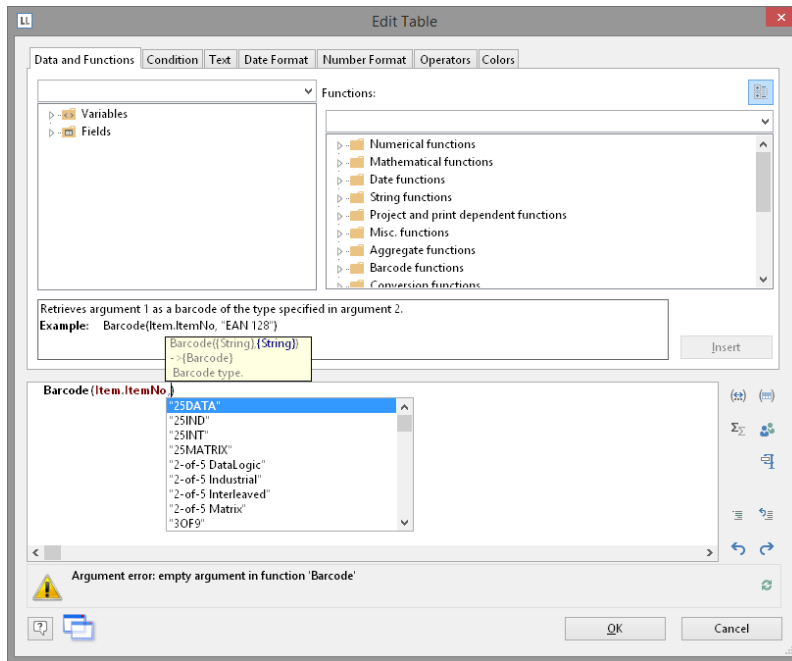 LL Edit Table
Data and Functions Condition Text Date Format Number Format Operators Colors
Functions:
Variables
Fields
Numerical functions
Mathematical functions
Date functions
String functions
Project and print dependent functions
Misc. functions
Aggregate functions
Barcode functions
Conversion functions
Retrieves argument 1 as a barcode of the type specified in argument 2.
Example: Barcode(Item.ItemNo, "EAN 128")
Barcode({String},{String})
->{Barcode}
Barcode type.
Insert
Barcode(Item.ItemNo,)
"25DATA"
"25IND"
"25INT"
"25MATRIX"
"2-of-5 DataLogic"
"2-of-5 Industrial"
"2-of-5 Interleaved"
"2-of-5 Matrix"
"3OF9"
Argument error: empty argument in function 'Barcode'
OK Cancel